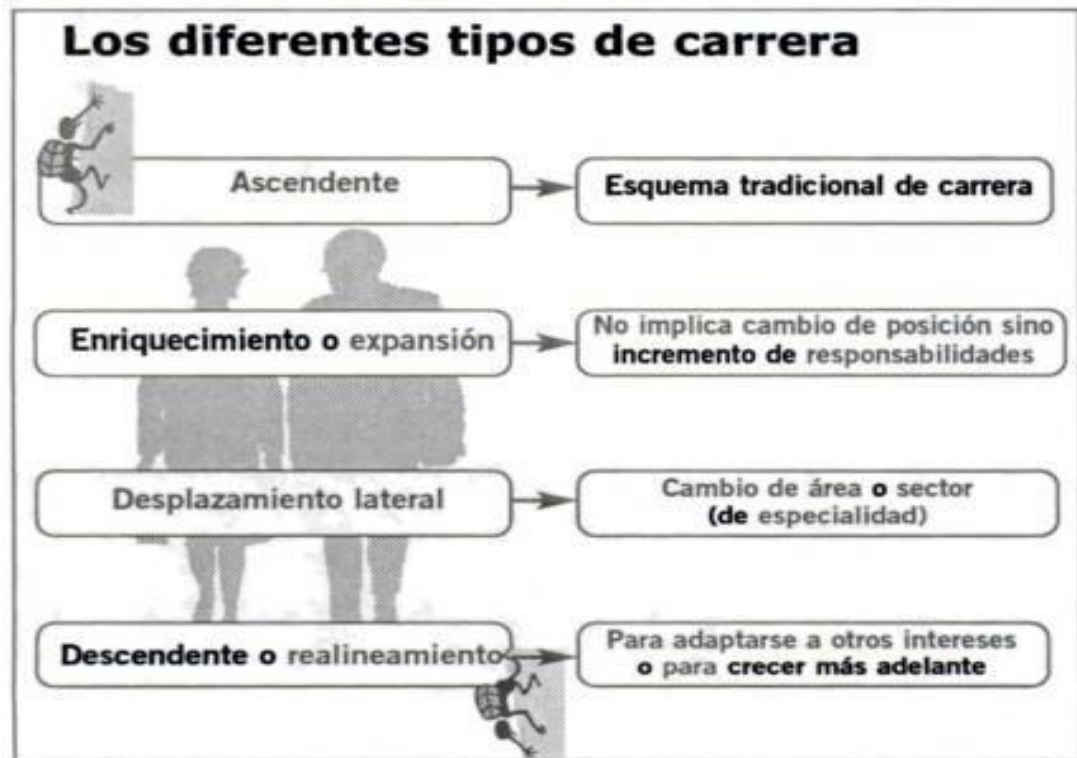 Los diferentes tipos de carrera
Ascendente
Esquema tradicional de carrera
Enriquecimiento o expansión
No implica cambio de posición sino
incremento de responsabilidades
Desplazamiento lateral
Cambio de área o sector
(de especialidad)
Descendente o realineamiento
Para adaptarse a otros intereses
o para crecer más adelante